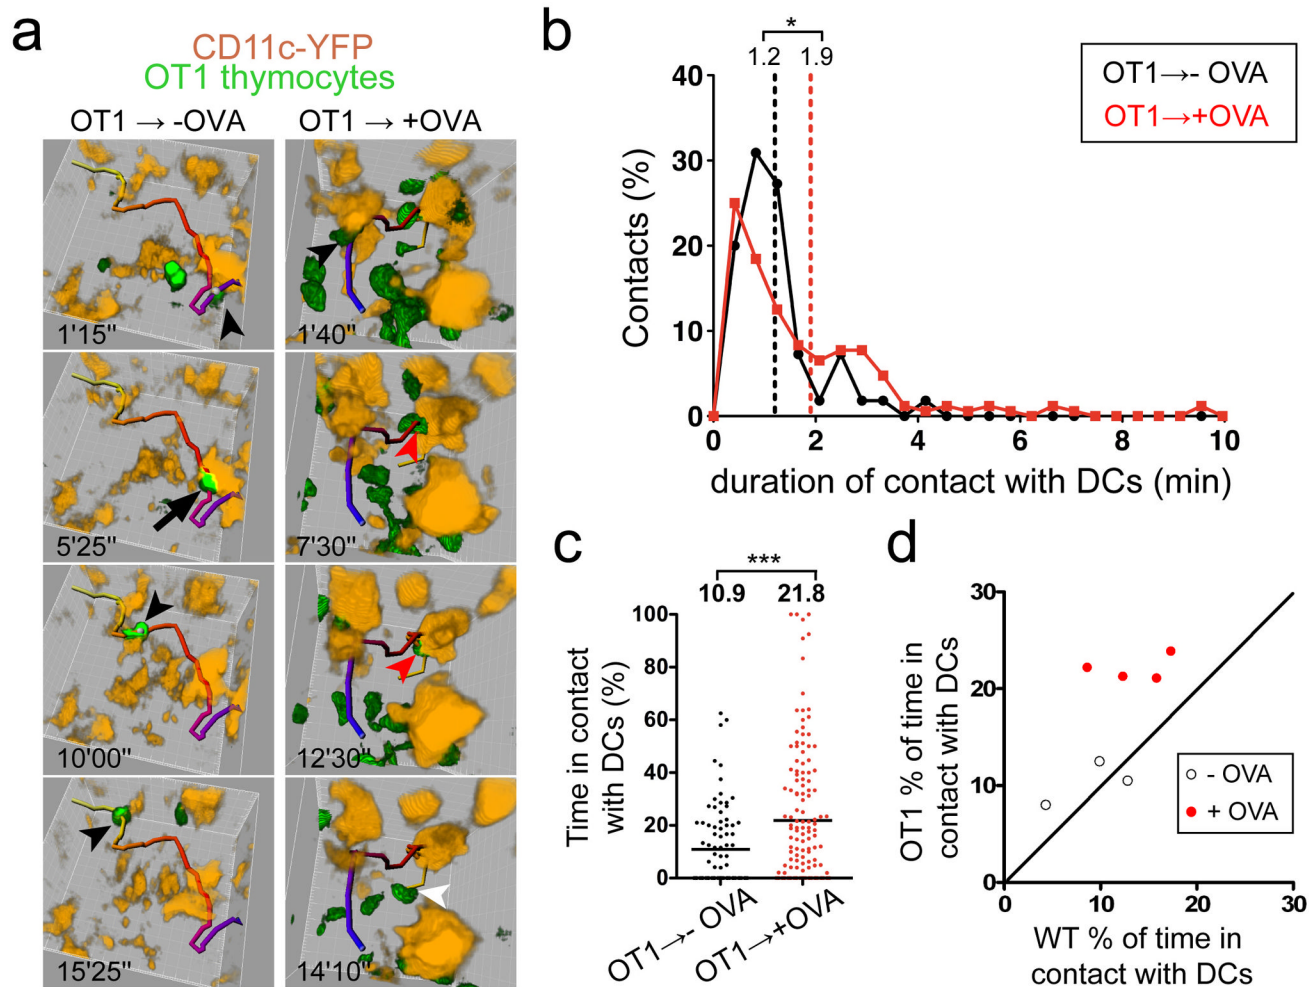 a
CD11c-YFP
OT1 thymocytes
OT1 → -OVA
OT1 → +OVA
1'15"
1'40"
5'25"
7'30"
10'00"
12'30"
15'25"
14'10"
b
*
1.2
1.9
OT1→- OVA
OT1→+OVA
Contacts (%)
40
30
20
10
0
0
2
4
6
8
10
duration of contact with DCs (min)
c
***
10.9
21.8
Time in contact
with DCs (%)
100
80
60
40
20
0
OT1→- OVA
OT1→+OVA
d
OT1 % of time in
contact with DCs
30
20
10
0
0
10
20
30
- OVA
+ OVA
WT % of time in
contact with DCs